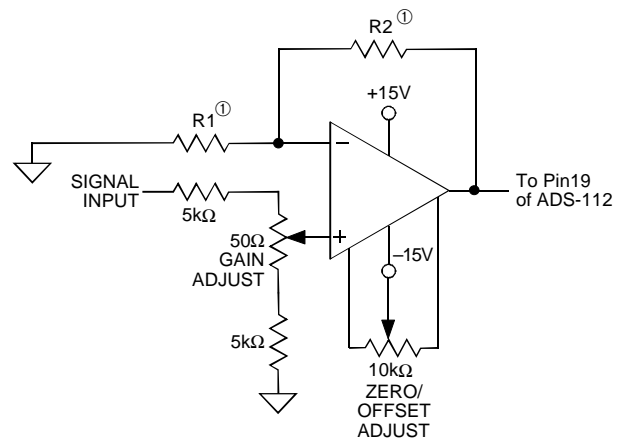 R2①
+15V
R1①
−
SIGNAL
INPUT
5kΩ
To Pin19
of ADS-112
50Ω
GAIN
ADJUST
+
–15V
5kΩ
10kΩ
ZERO/
OFFSET
ADJUST